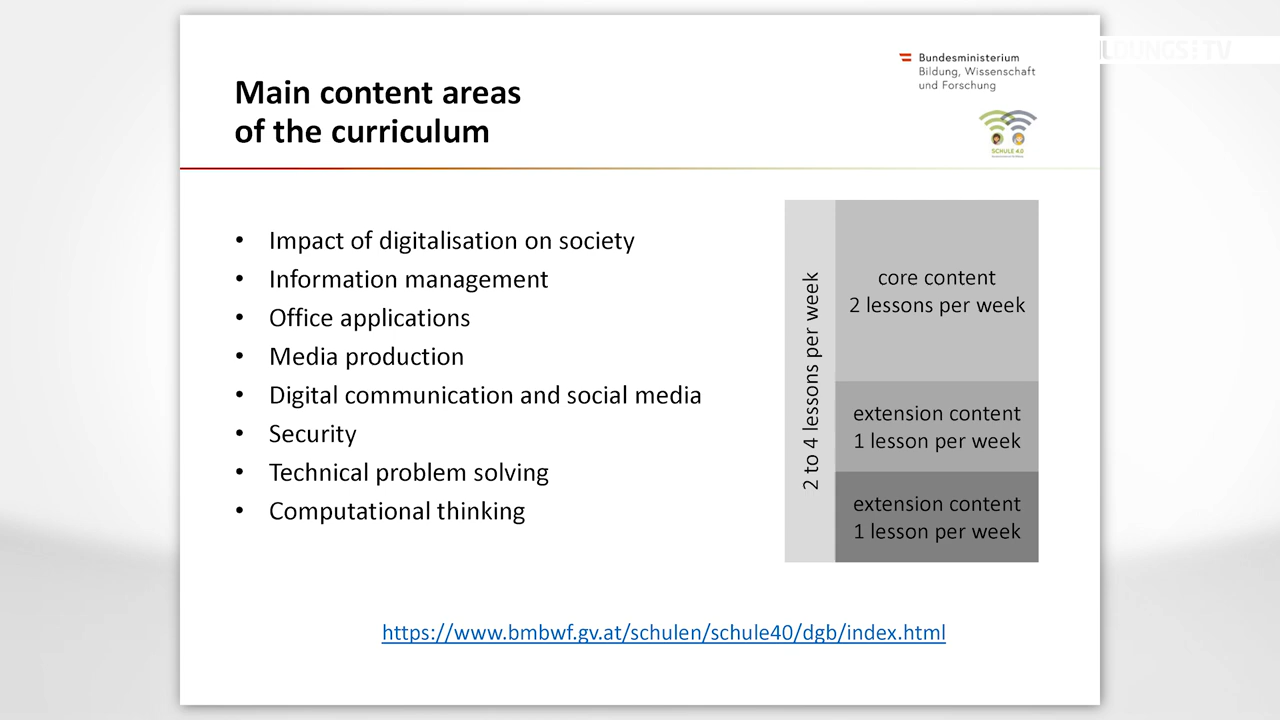 Bundesministerium
Bildung, Wissenschaft
und Forschung
SCHULE 4.0
Main content areas
of the curriculum
• Impact of digitalisation on society
• Information management
• Office applications
• Media production
• Digital communication and social media
• Security
• Technical problem solving
• Computational thinking
2 to 4 lessons per week
core content
2 lessons per week
extension content
1 lesson per week
extension content
1 lesson per week
https://www.bmbwf.gv.at/schulen/schule40/dgb/index.html